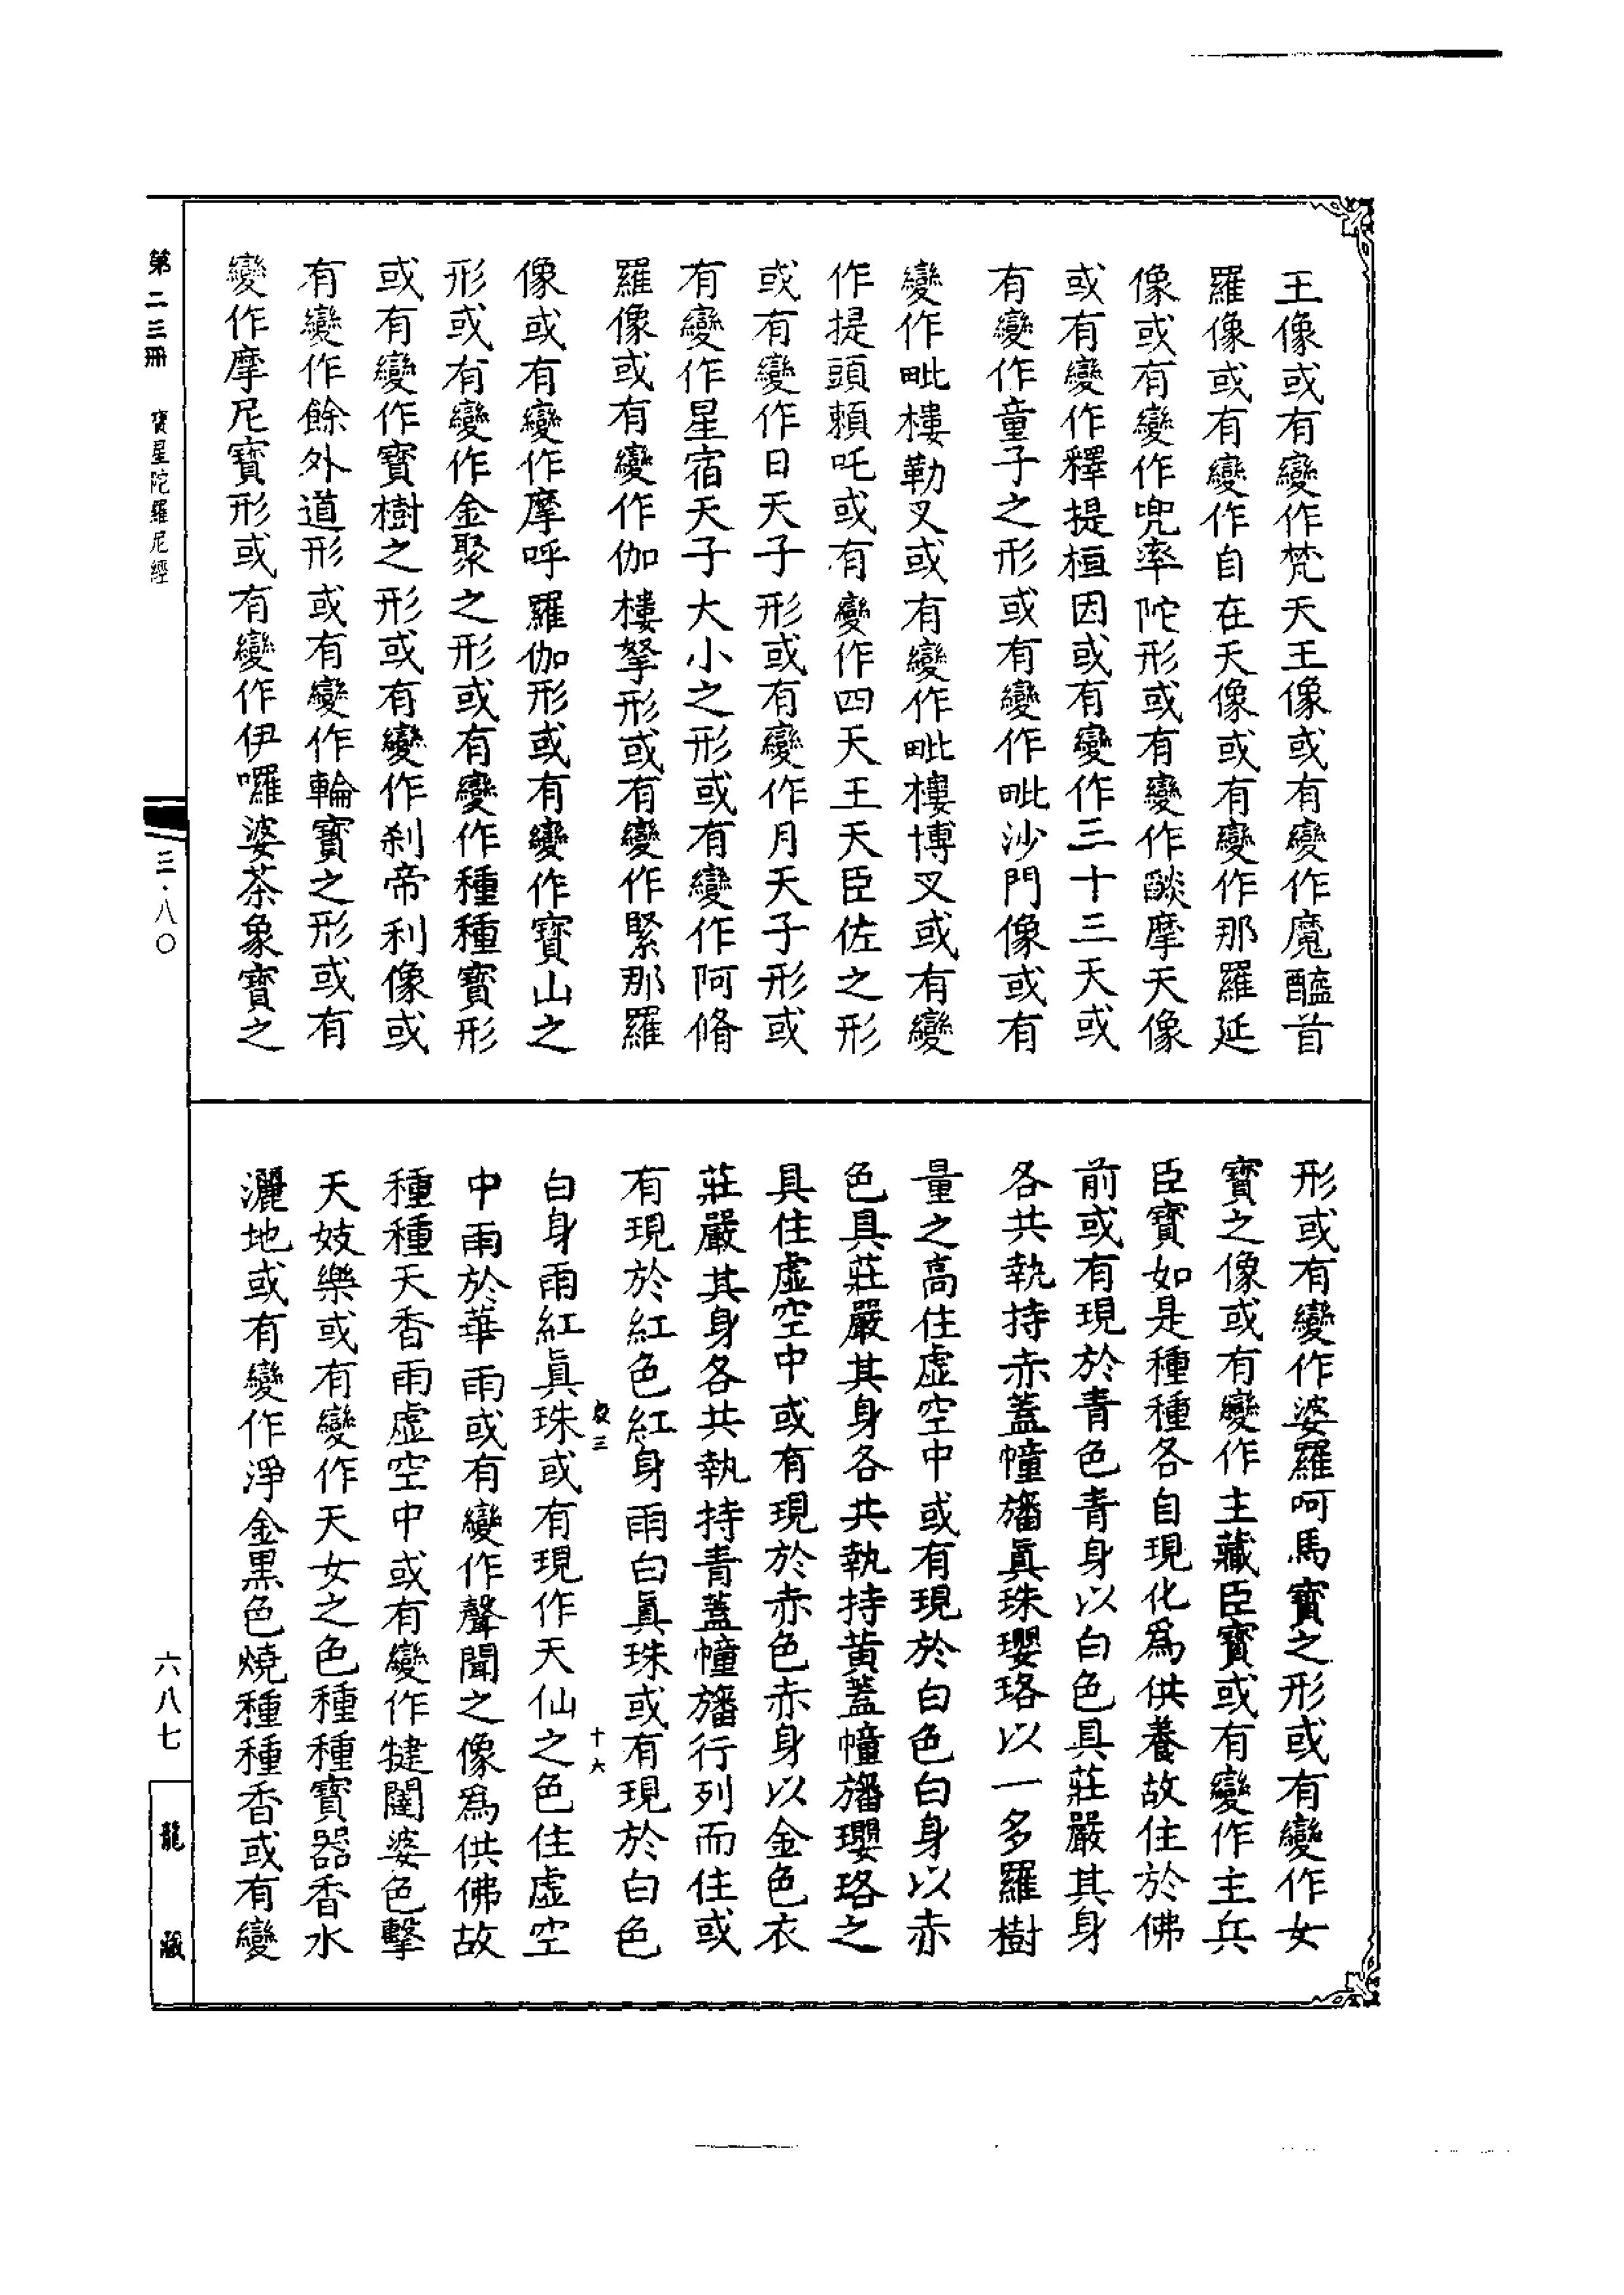 王像或有變作梵天王像或有變作魔醯首
羅像或有變作自在天像或有變作那羅延
像或有變作兜率陀形或有變作燄摩天像
或有變作釋提桓因或有變作三十三天或
有變作童子之形或有變作毗沙門像或有
變作毗樓勒叉或有變作毗樓博叉或有變
作提頭賴吒或有變作四天王天臣佐之形
或有變作日天子形或有變作月天子形或
有變作星宿天子大小之形或有變作阿脩
羅像或有變作伽樓拏形或有變作緊那羅
像或有變作摩呼羅伽形或有變作寶山之
形或有變作金聚之形或有變作種種寶形
或有變作寶樹之形或有變作刹帝利像或
有變作餘外道形或有變作輪寶之形或有
變作摩尼寶形或有變作伊囉婆茶象寶之
形或有變作婆羅呵馬寶之形或有變作女
寶之像或有變作主藏臣寶或有變作主兵
臣寶如是種種各自現化爲供養故住於佛
前或有現於青色青身以白色具莊嚴其身
各共執持赤蓋幢旛眞珠瓔珞以一多羅樹
量之高住虛空中或有現於白色白身以赤
色具莊嚴其身各共執持黃蓋幢旛瓔珞之
具住虛空中或有現於赤色赤身以金色衣
莊嚴其身各共執持青蓋幢旛行列而住或
有現於紅色紅身雨白眞珠或有現於白色
十六
白身雨紅眞珠或有現作天仙之色住虛空
中雨於華雨或有變作聲聞之像爲供佛故
種種天香雨虛空中或有變作犍闥婆色擊
天妓樂或有變作天女之色種種寶器香水
灑地或有變作淨金黑色燒種種香或有變
第二三冊 寶星陀羅尼經
三·八〇
六八七
龍藏